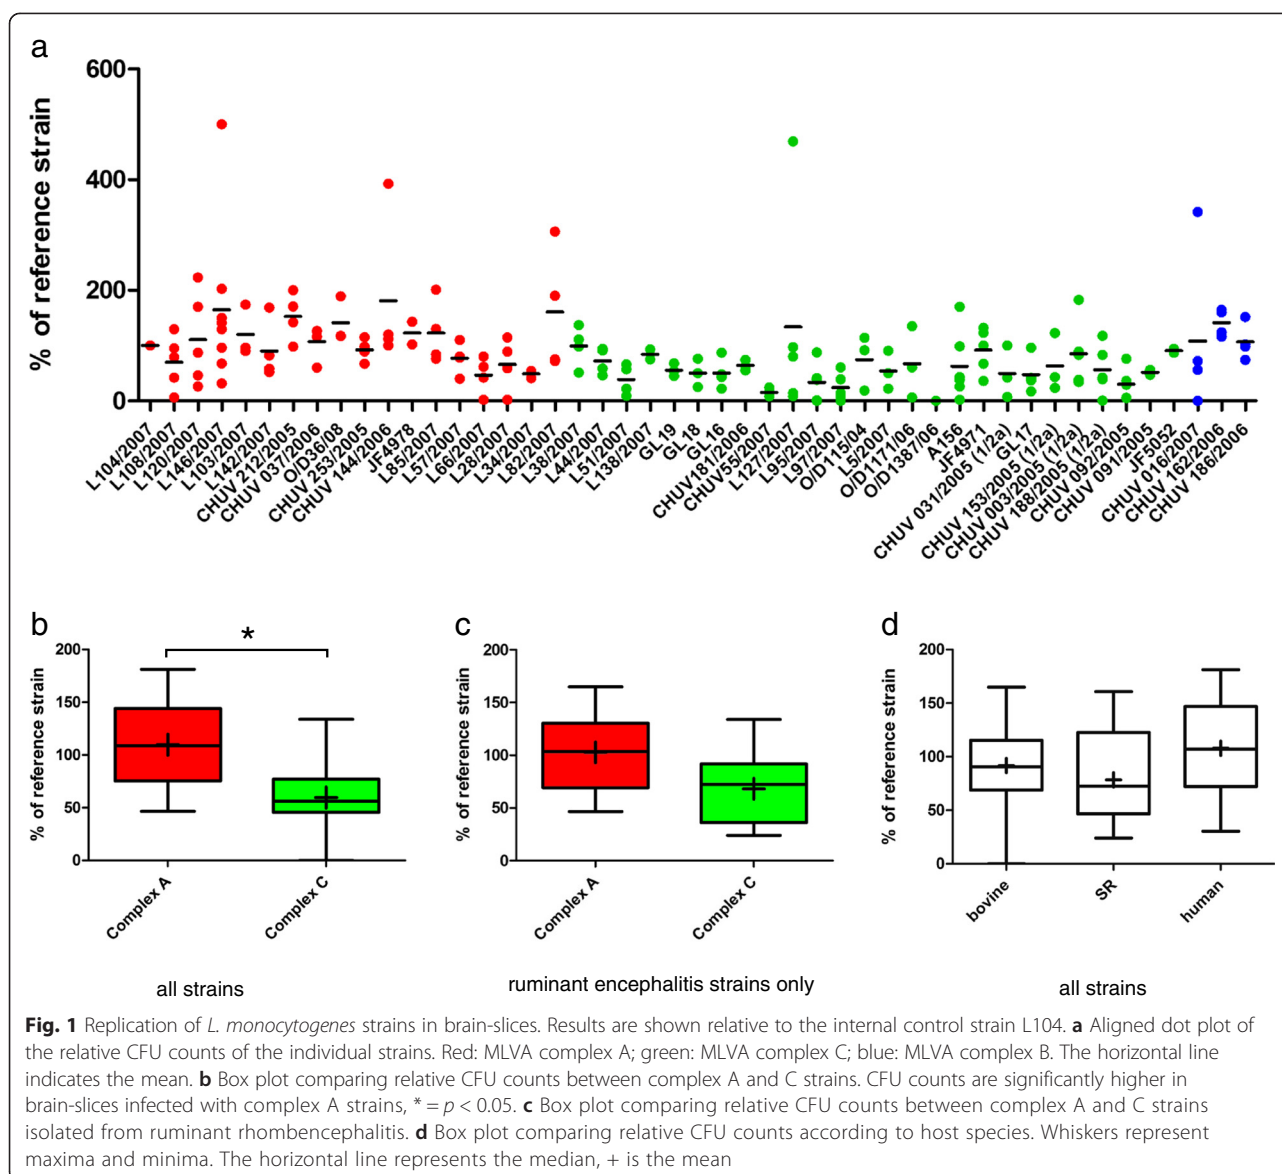 a
600
400
200
0
% of reference strain
L104/2007
L108/2007
L120/2007
L146/2007
L103/2007
L142/2007
CHUV 212/2005
CHUV 037/2006
O/D36/08
CHUV 253/2005
CHUV 144/2006
JF4978
L85/2007
L57/2007
L66/2007
L28/2007
L34/2007
L82/2007
L38/2007
L44/2007
L51/2007
L138/2007
GL19
GL18
GL16
CHUV181/2006
CHUV55/2007
L127/2007
L95/2007
L97/2007
O/D115/04
L5/2007
O/D1171/06
O/D1387/06
A156
JF4971
CHUV 031/2005 (1/2a)
GL17
CHUV 153/2005 (1/2a)
CHUV 003/2005 (1/2a)
CHUV 188/2005 (1/2a)
CHUV 092/2005
CHUV 091/2005
JF5052
CHUV 016/2007
CHUV 162/2006
CHUV 186/2006
b
*
200
150
100
50
0
% of reference strain
Complex A
Complex C
all strains
c
200
150
100
50
0
% of reference strain
Complex A
Complex C
ruminant encephalitis strains only
d
200
150
100
50
0
% of reference strain
bovine
SR
human
all strains
Fig. 1 Replication of L. monocytogenes strains in brain-slices. Results are shown relative to the internal control strain L104. a Aligned dot plot of
the relative CFU counts of the individual strains. Red: MLVA complex A; green: MLVA complex C; blue: MLVA complex B. The horizontal line
indicates the mean. b Box plot comparing relative CFU counts between complex A and C strains. CFU counts are significantly higher in
brain-slices infected with complex A strains, * = p < 0.05. c Box plot comparing relative CFU counts between complex A and C strains
isolated from ruminant rhombencephalitis. d Box plot comparing relative CFU counts according to host species. Whiskers represent
maxima and minima. The horizontal line represents the median, + is the mean